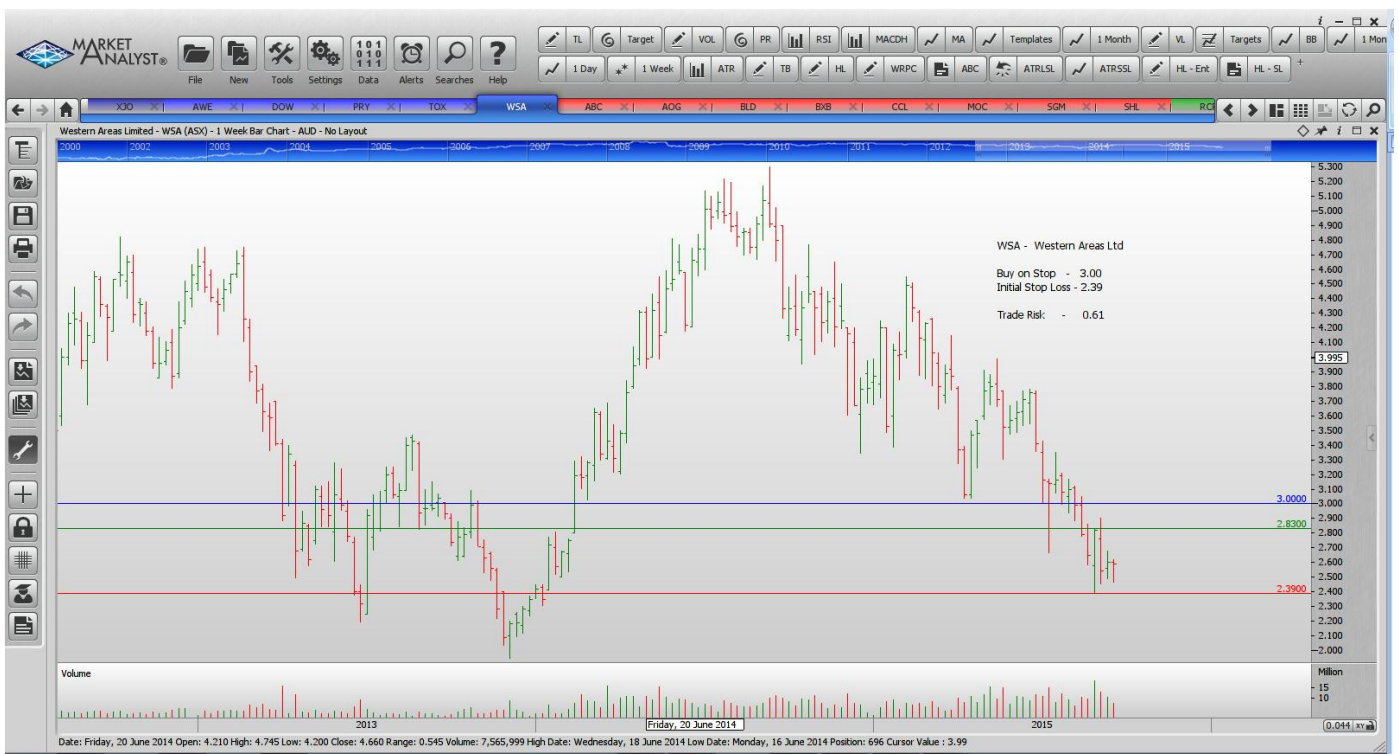 i
MARKET ANALYST®
File New Tools Settings Data Alerts Searches Help
TL Target VOL PR RSI MACDH MA Templates 1 Month VL Targets BB 1 Mon
1 Day 1 Week ATR TB HL WRPC ABC ATRLSL ATRSSL HL - Ent HL - SL +
XJO AWE DOW PRY TOX WSA ABC AOG BLD BXB CCL MOC SGM SHL
Western Areas Limited - WSA (ASX) - 1 Week Bar Chart - AUD - No Layout
2000 2002 2003 2004 2005 2006 2007 2008 2009 2010 2011 2012 2013 2014 2015
5.300
5.200
5.100
5.000
4.900
4.800
4.700
4.600
4.500
4.400
4.300
4.200
4.100
3.995
3.900
3.800
3.700
3.600
3.500
3.400
3.300
3.200
3.100
3.000
2.900
2.800
2.700
2.600
2.500
2.400
2.300
2.200
2.100
2.000
WSA - Western Areas Ltd
Buy on Stop - 3.00
Initial Stop Loss - 2.39
Trade Risk - 0.61
3.0000
2.8300
2.3900
Volume
Million
15
10
2013 Friday, 20 June 2014 2015
0.044 XY
Date: Friday, 20 June 2014 Open: 4.210 High: 4.745 Low: 4.200 Close: 4.660 Range: 0.545 Volume: 7,565,999 High Date: Wednesday, 18 June 2014 Low Date: Monday, 16 June 2014 Position: 696 Cursor Value : 3.99